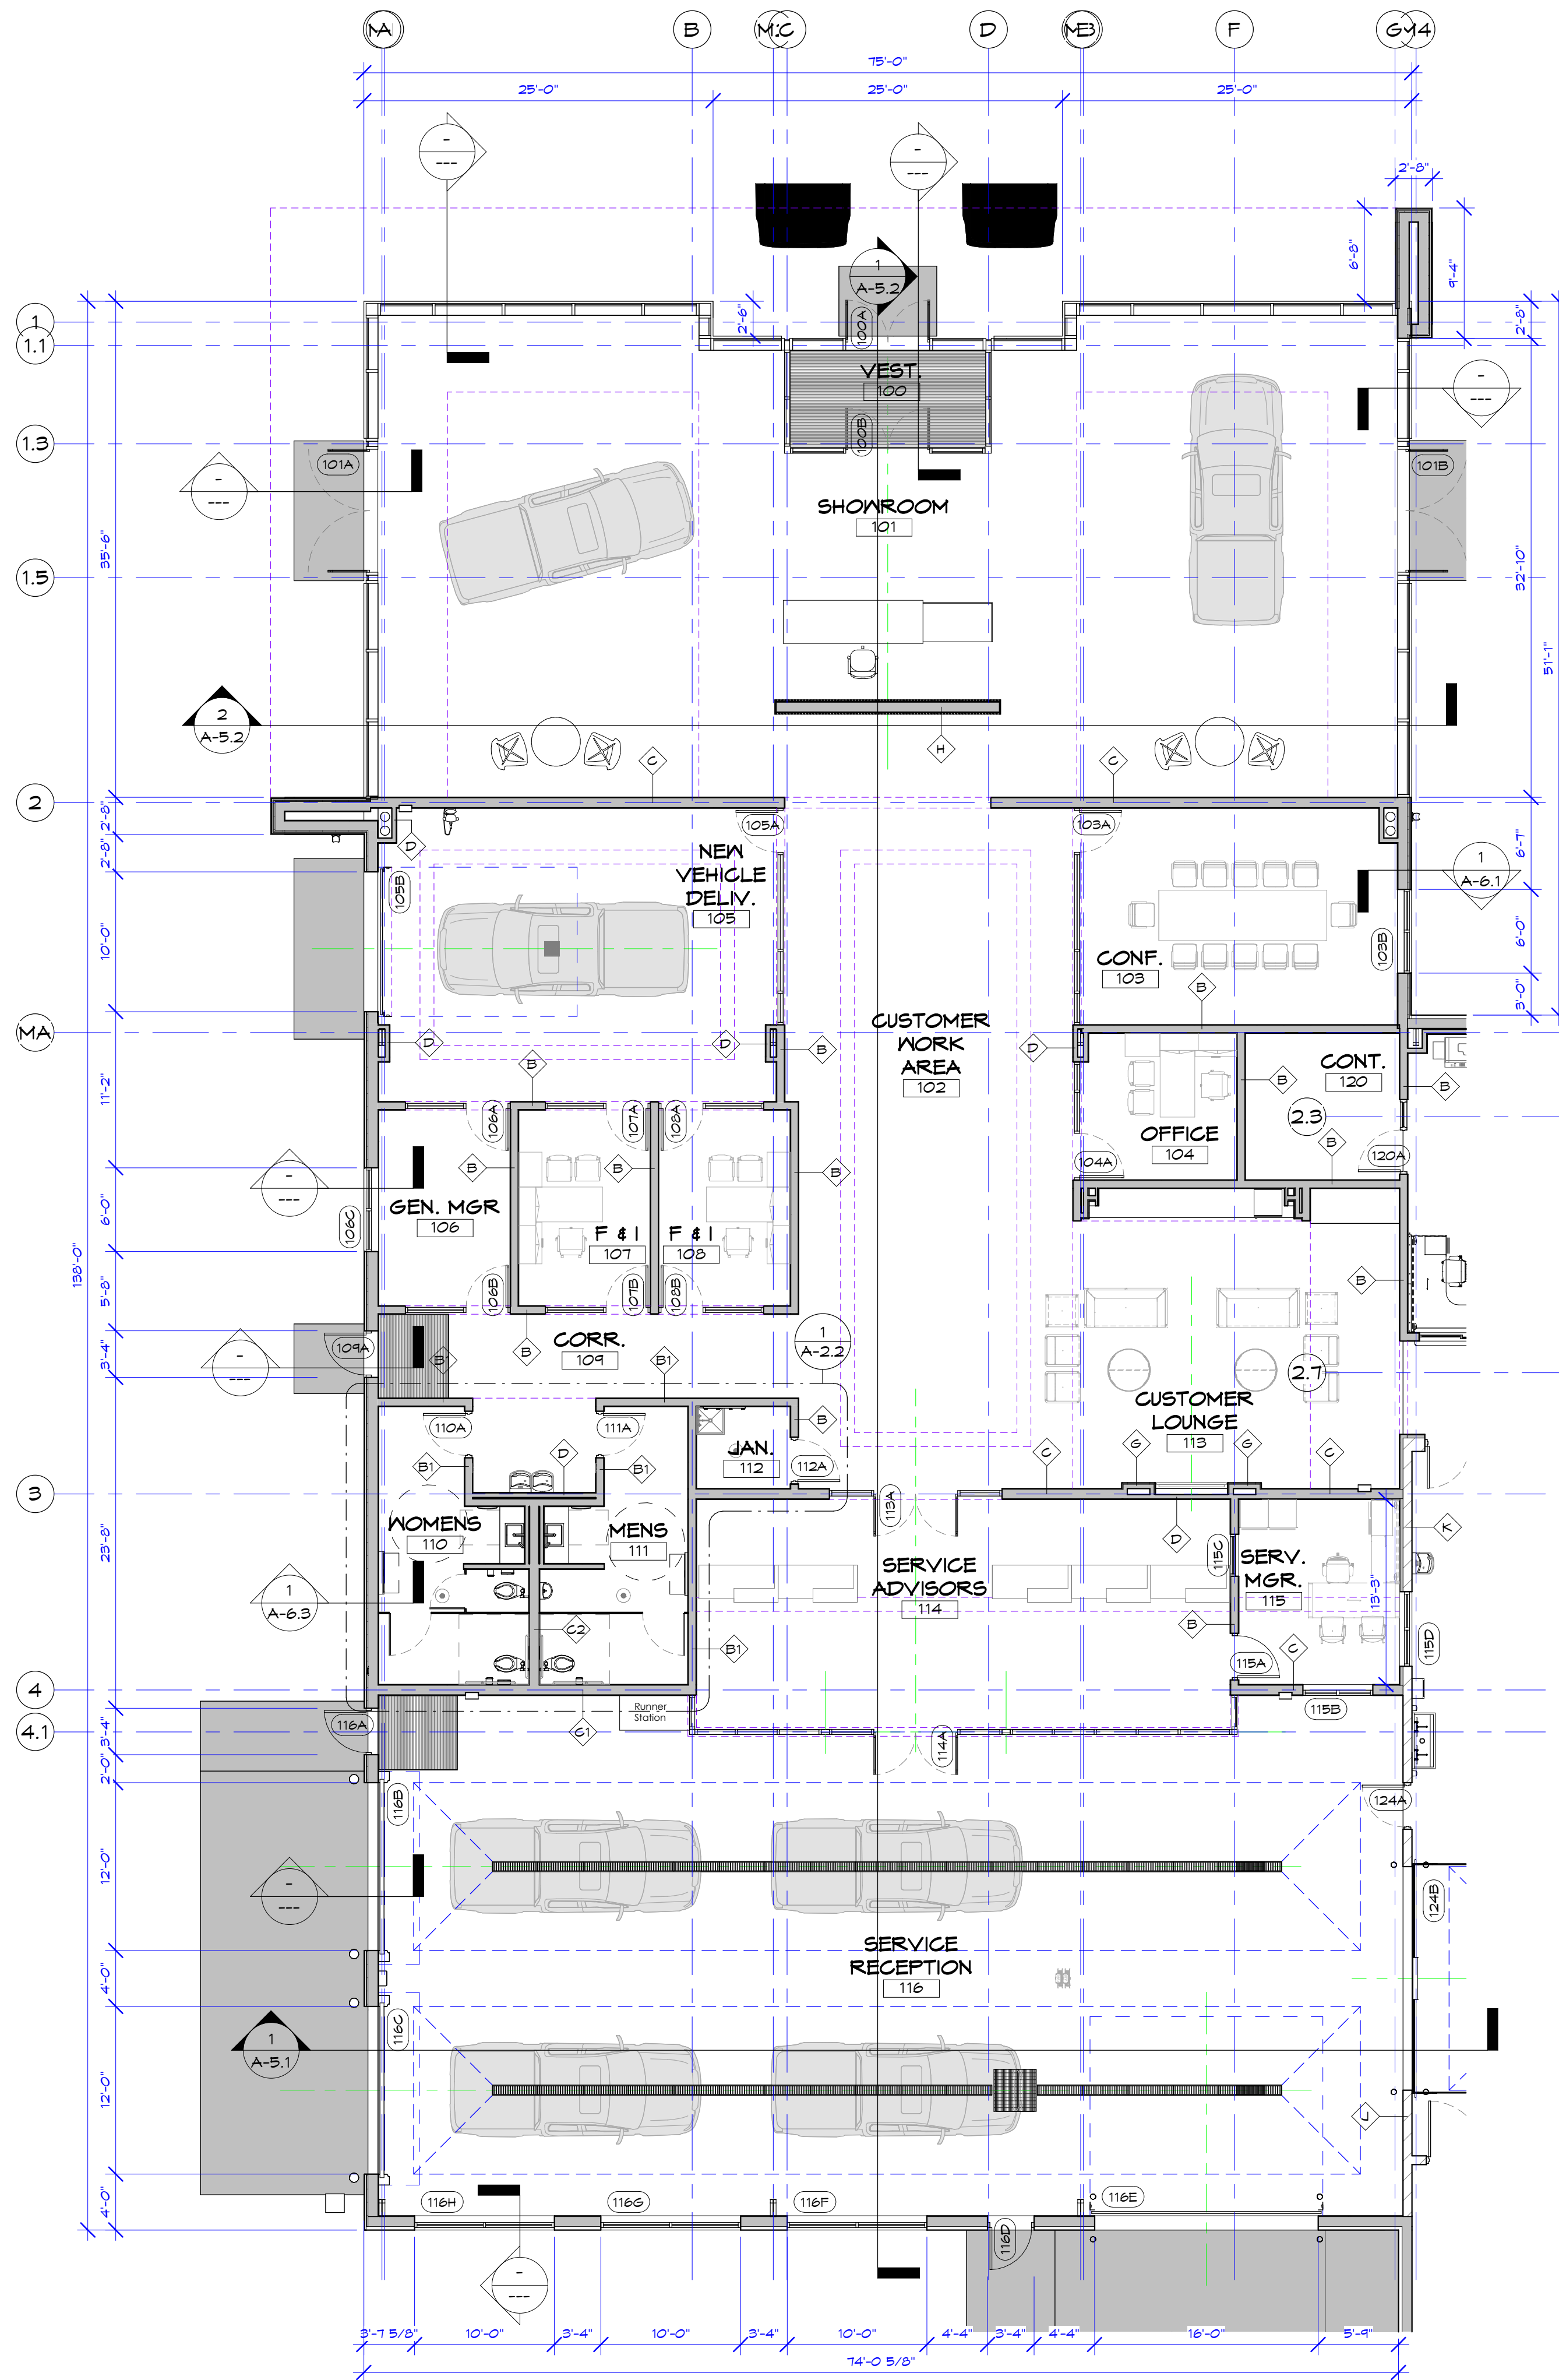 MA
B
C
D
F
G
M4
75'-0"
25'-0"
25'-0"
25'-0"
-
---
-
---
2'-8"
6'-8"
9'-4"
1
A-5.2
100A
2'-6"
2'-8"
1
1.1
VEST.
100
100B
-
---
1.3
101A
101B
-
---
SHOWROOM
101
35'-6"
1.5
32'-10"
51'-1"
2
A-5.2
H
C
C
2
2'-8"
105A
103A
D
NEW
VEHICLE
DELIV.
105
2'-8"
6'-7"
1
A-6.1
105B
10'-0"
CONF.
103
103B
6'-0"
B
3'-0"
CUSTOMER
WORK
AREA
102
MA
D
D
B
D
B
11'-2"
B
CONT.
120
B
2.3
106A
107A
108A
OFFICE
104
B
104A
120A
B
B
B
-
---
GEN. MGR
106
6'-0"
106C
F & I
107
F & I
108
138'-0"
5'-8"
106B
107B
108B
B
3'-4"
109A
-
---
CORR.
109
B
B1
1
A-2.2
2.7
CUSTOMER
LOUNGE
113
110A
111A
B
JAN.
112
112A
B1
D
B1
C
G
G
C
3
113A
WOMENS
110
MENS
111
D
K
23'-8"
SERVICE
ADVISORS
114
115C
SERV.
MGR.
115
13'-3"
1
A-6.3
C2
B1
B
C
115A
115D
4
Runner
Station
115B
4.1
3'-4"
116A
C1
114A
2'-0"
116B
124A
12'-0"
-
---
124B
SERVICE
RECEPTION
116
4'-0"
116C
1
A-5.1
12'-0"
L
4'-0"
116H
116G
116F
116E
116D
-
---
3'-7 5/8"
10'-0"
3'-4"
10'-0"
3'-4"
10'-0"
4'-4"
3'-4"
4'-4"
16'-0"
5'-9"
74'-0 5/8"